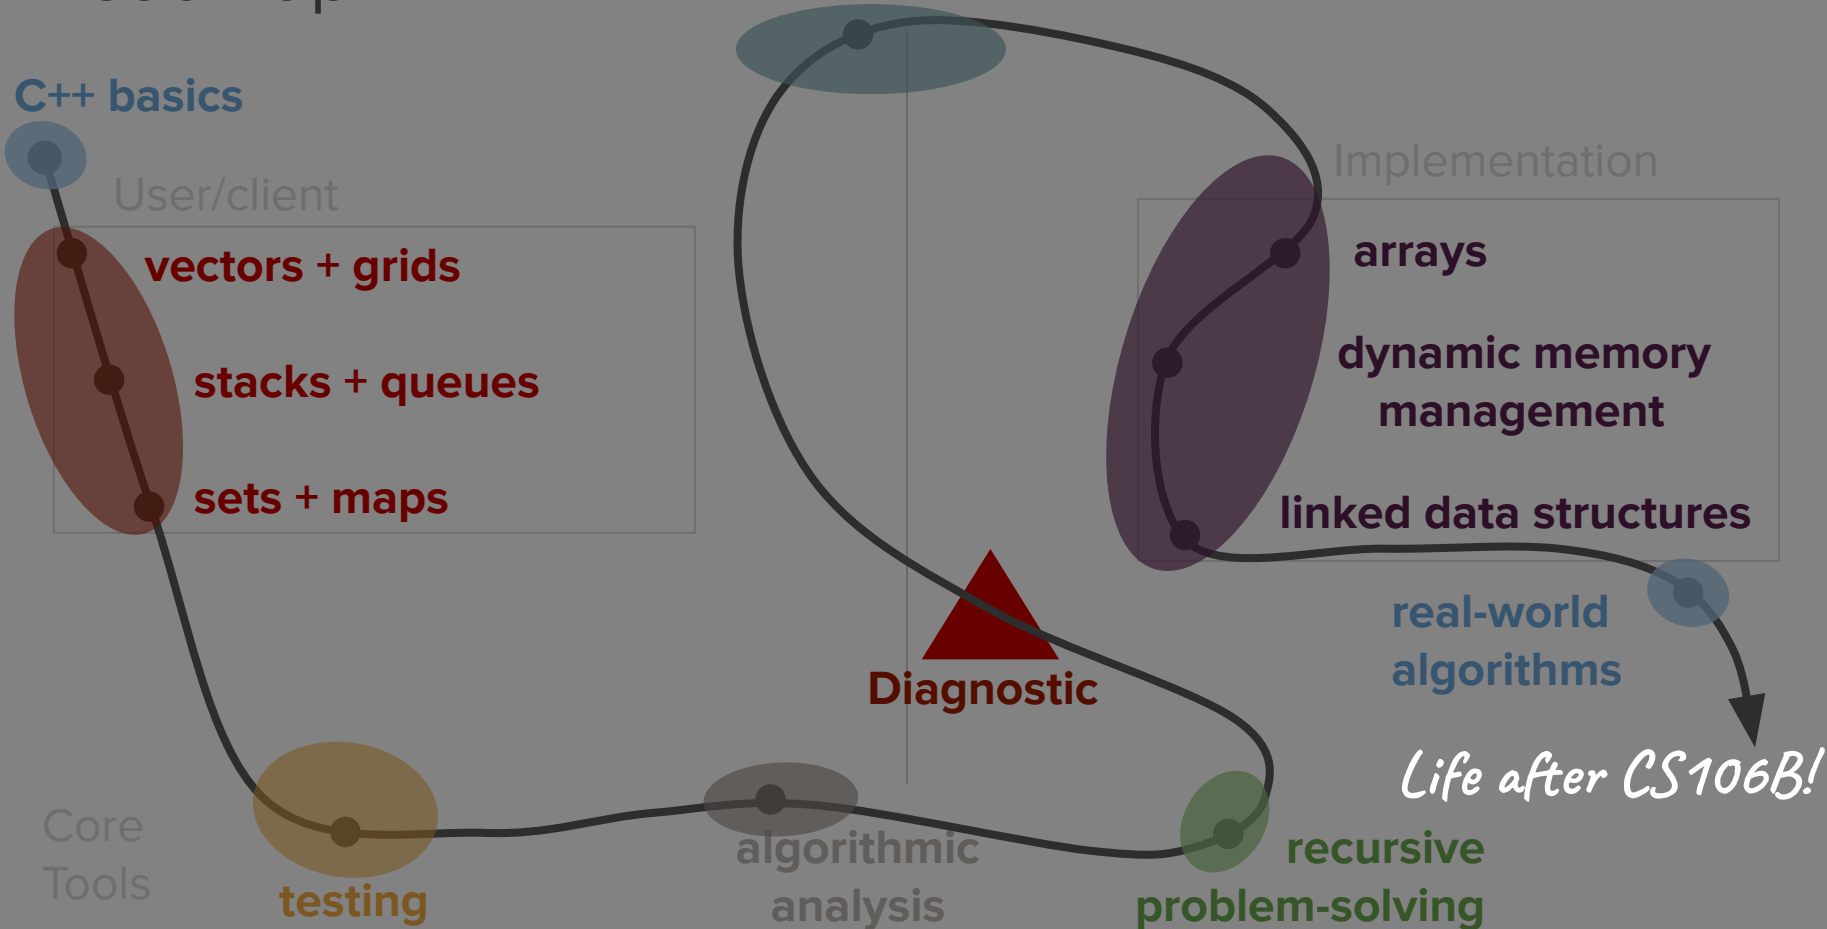 C++ basics
User/client
vectors + grids
stacks + queues
sets + maps
Core
Tools
testing
algorithmic
analysis
Diagnostic
recursive
problem-solving
Implementation
arrays
dynamic memory
management
linked data structures
real-world
algorithms
Life after CS106B!